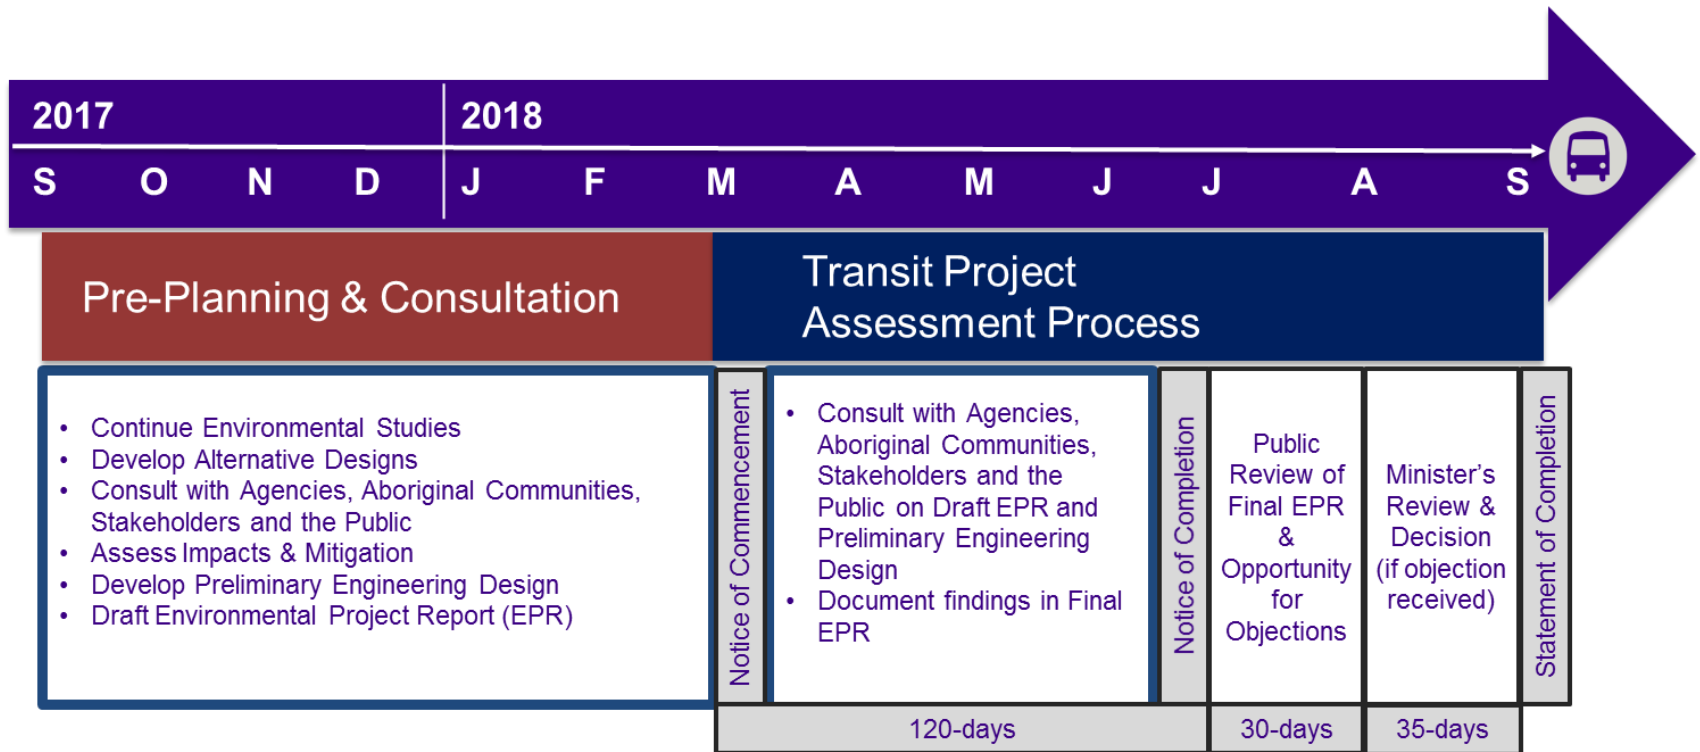 2017
2018
S O N D J F M A M J J A S
Pre-Planning & Consultation
Transit Project
Assessment Process
• Continue Environmental Studies
• Develop Alternative Designs
• Consult with Agencies, Aboriginal Communities,
Stakeholders and the Public
• Assess Impacts & Mitigation
• Develop Preliminary Engineering Design
• Draft Environmental Project Report (EPR)
Notice of Commencement
• Consult with Agencies,
Aboriginal Communities,
Stakeholders and the
Public on Draft EPR and
Preliminary Engineering
Design
• Document findings in Final
EPR
Notice of Completion
Public
Review of
Final EPR
&
Opportunity
for
Objections
Minister's
Review &
Decision
(if objection
received)
Statement of Completion
120-days
30-days
35-days